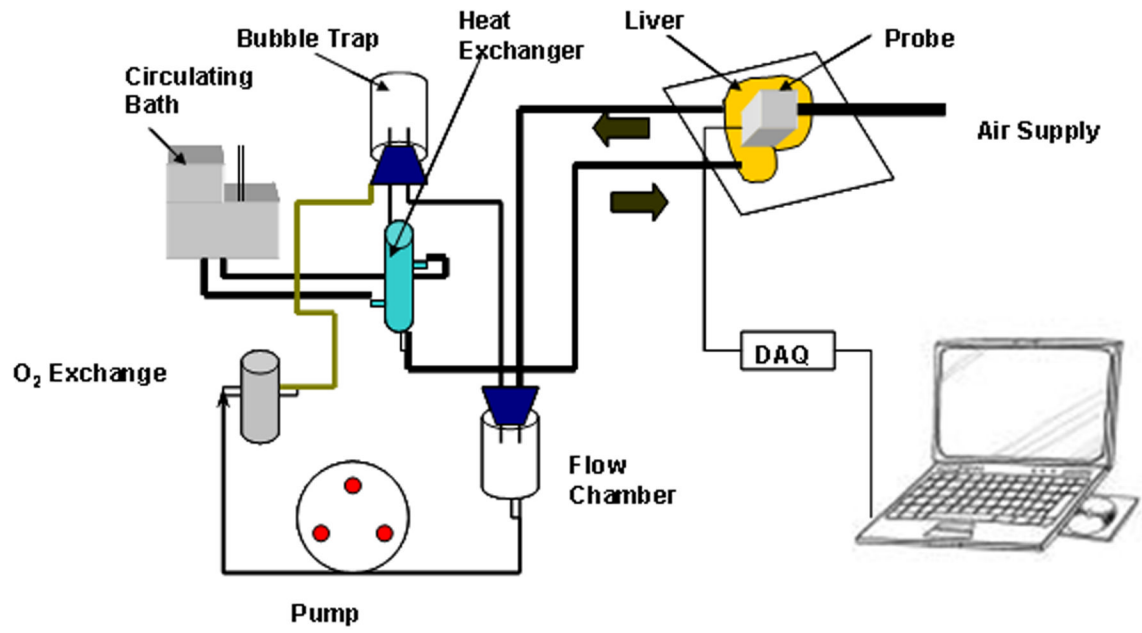 Heat
Exchanger
Liver
Probe
Bubble Trap
Circulating
Bath
Air Supply
DAQ
O₂ Exchange
Flow
Chamber
Pump